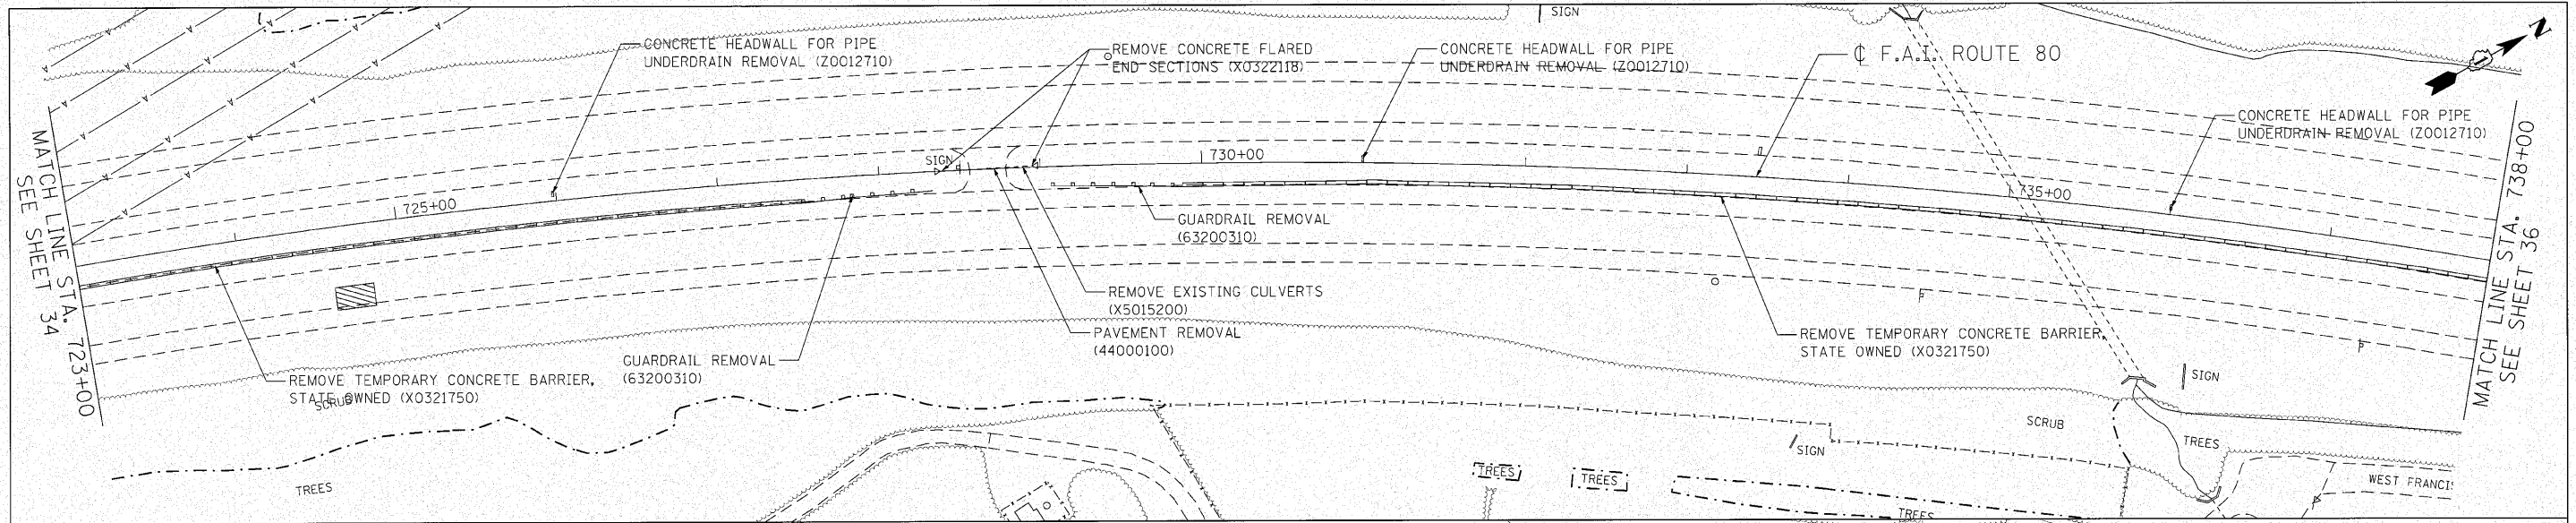 SIGN
N
CONCRETE HEADWALL FOR PIPE
UNDERDRAIN REMOVAL (Z0012710)
REMOVE CONCRETE FLARED
END SECTIONS (X0322118)
CONCRETE HEADWALL FOR PIPE
UNDERDRAIN REMOVAL (Z0012710)
℄ F.A.I. ROUTE 80
CONCRETE HEADWALL FOR PIPE
UNDERDRAIN REMOVAL (Z0012710)
MATCH LINE STA. 723+00
SEE SHEET 34
SIGN
730+00
725+00
735+00
MATCH LINE STA. 738+00
SEE SHEET 36
GUARDRAIL REMOVAL
(63200310)
REMOVE EXISTING CULVERTS
(X5015200)
PAVEMENT REMOVAL
(44000100)
REMOVE TEMPORARY CONCRETE BARRIER,
STATE OWNED (X0321750)
GUARDRAIL REMOVAL
(63200310)
REMOVE TEMPORARY CONCRETE BARRIER,
STATE OWNED (X0321750)
SCRUB
SIGN
SCRUB
TREES
SIGN
TREES
TREES
TREES
WEST FRANCIS
TREES